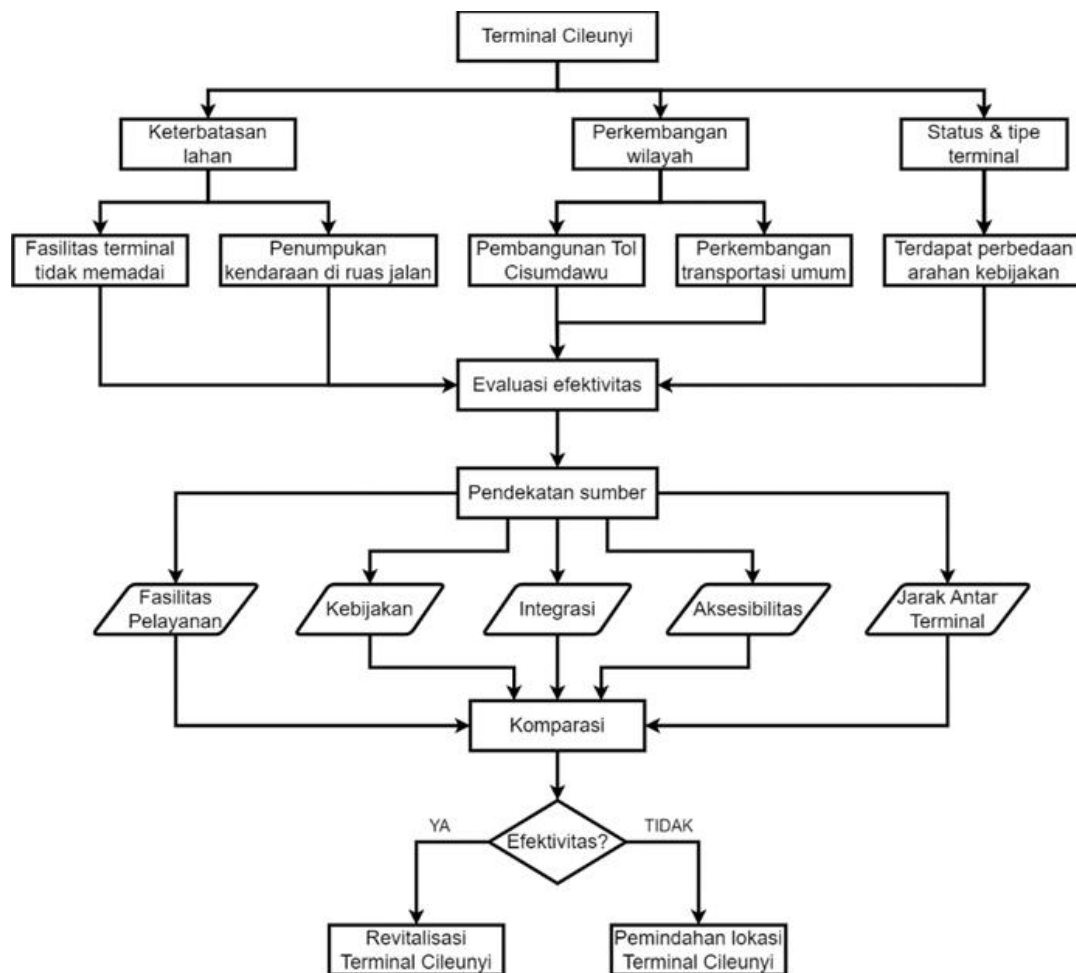 Terminal Cileunyi
Keterbatasan
lahan
Perkembangan
wilayah
Status & tipe
terminal
Fasilitas terminal
tidak memadai
Penumpukan
kendaraan di ruas jalan
Pembangunan Tol
Cisumdawu
Perkembangan
transportasi umum
Terdapat perbedaan
arahan kebijakan
Evaluasi efektivitas
Pendekatan sumber
Fasilitas
Pelayanan
Kebijakan
Integrasi
Aksesibilitas
Jarak Antar
Terminal
Komparasi
YA
Efektivitas?
TIDAK
Revitalisasi
Terminal Cileunyi
Pemindahan lokasi
Terminal Cileunyi